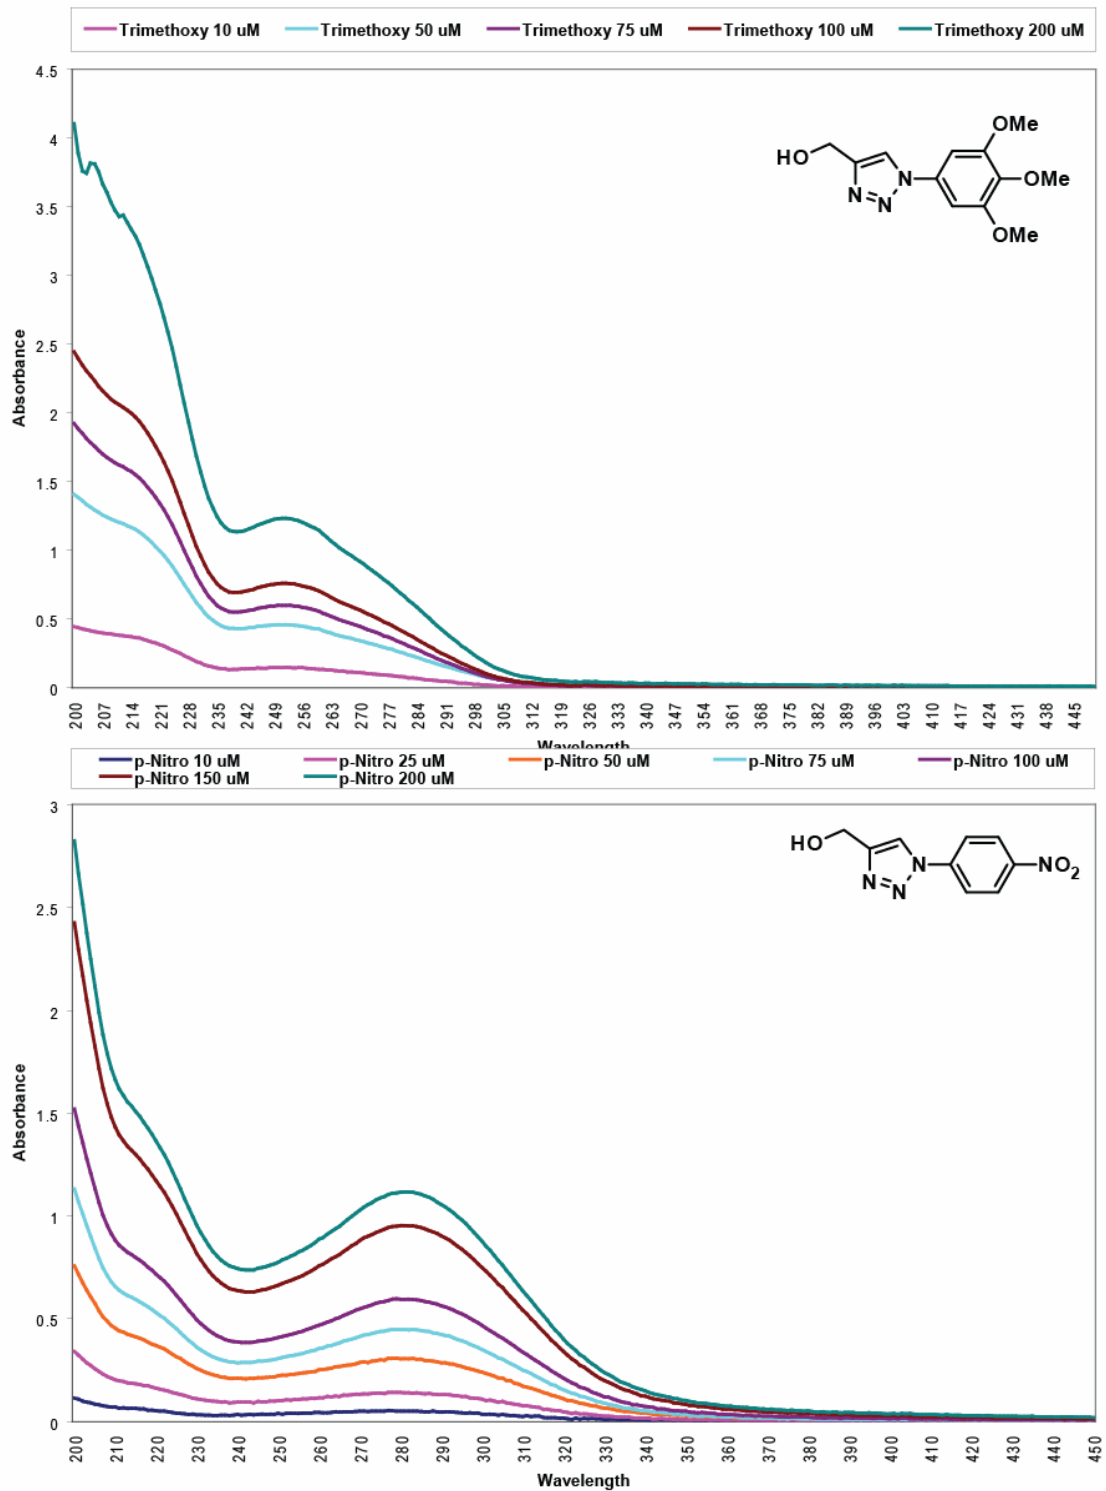 Trimethoxy 10 uM Trimethoxy 50 uM Trimethoxy 75 uM Trimethoxy 100 uM Trimethoxy 200 uM
4.5
4
3.5
3
2.5
2
1.5
1
0.5
0
Absorbance
HO
N
N
N
OMe
OMe
OMe
200 207 214 221 228 235 242 249 256 263 270 277 284 291 298 305 312 319 326 333 340 347 354 361 368 375 382 389 396 403 410 417 424 431 438 445
Wavelength
p-Nitro 10 uM p-Nitro 25 uM p-Nitro 50 uM p-Nitro 75 uM p-Nitro 100 uM
p-Nitro 150 uM p-Nitro 200 uM
3
2.5
2
1.5
1
0.5
0
Absorbance
HO
N
N
N
NO2
200 210 220 230 240 250 260 270 280 290 300 310 320 330 340 350 360 370 380 390 400 410 420 430 440 450
Wavelength